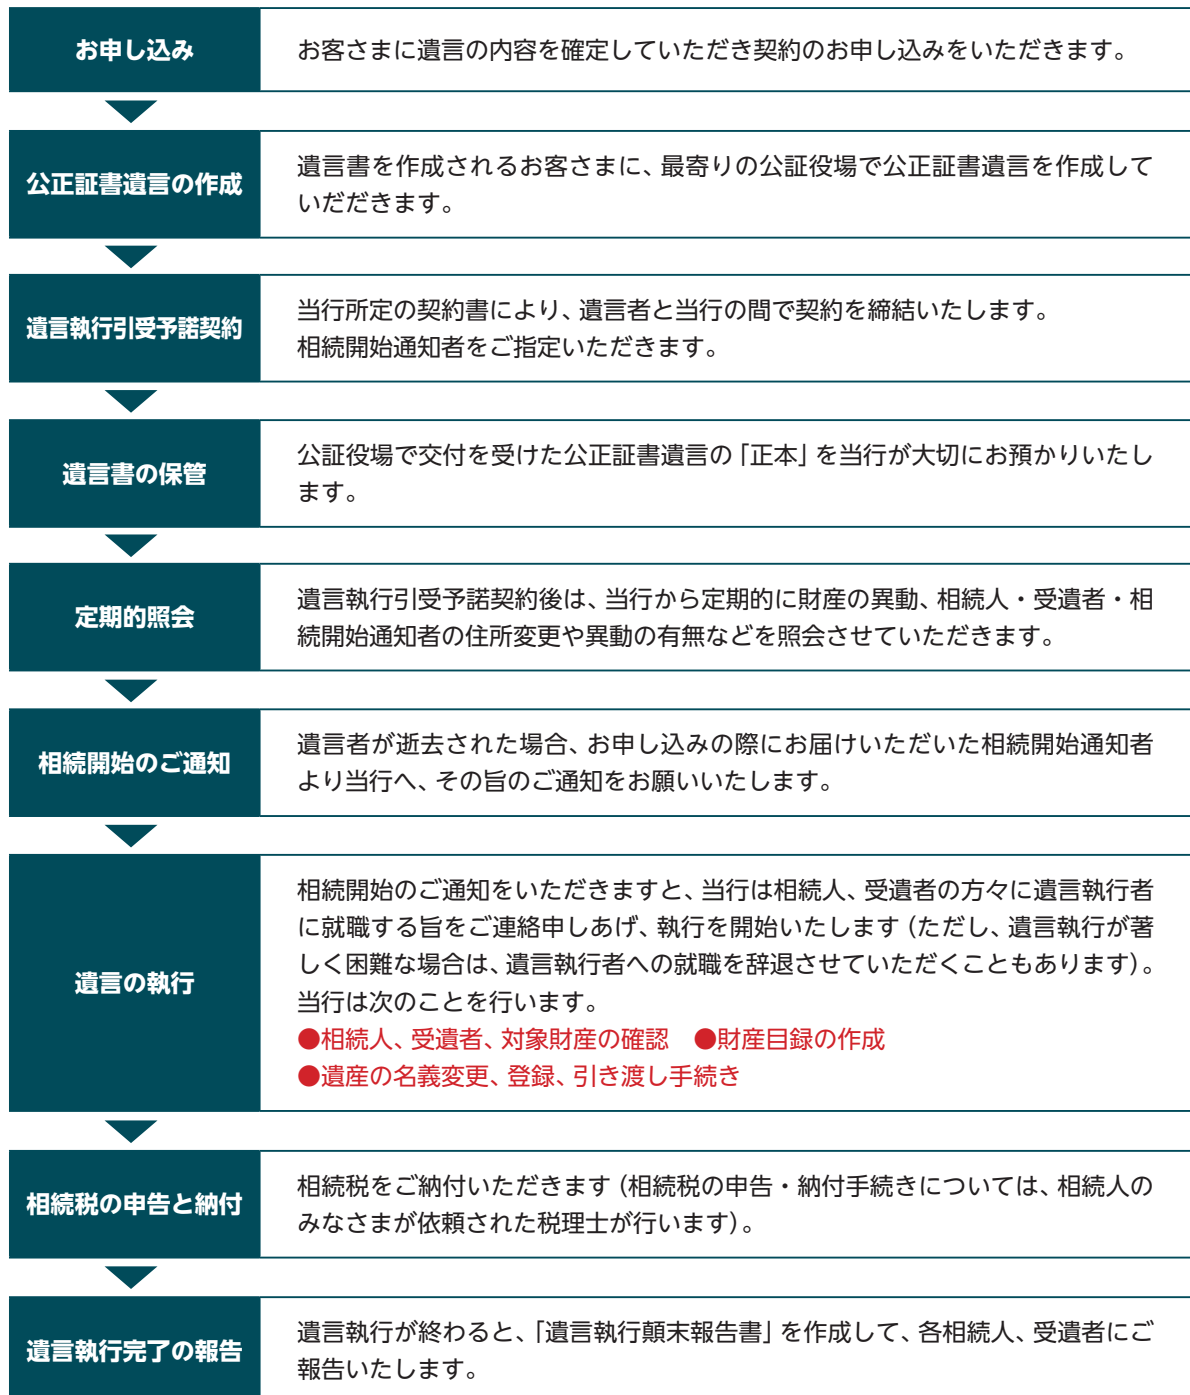 お申し込み
お客さまに遺言の内容を確定していただき契約のお申し込みをいただきます。
公正証書遺言の作成
遺言書を作成されるお客さまに、最寄りの公証役場で公正証書遺言を作成して
いだだきます。
遺言執行引受予諾契約
当行所定の契約書により、遺言者と当行の間で契約を締結いたします。
相続開始通知者をご指定いただきます。
遺言書の保管
公証役場で交付を受けた公正証書遺言の「正本」を当行が大切にお預かりいたし
ます。
定期的照会
遺言執行引受予諾契約後は、当行から定期的に財産の異動、相続人・受遺者・相
続開始通知者の住所変更や異動の有無などを照会させていただきます。
相続開始のご通知
遺言者が逝去された場合、お申し込みの際にお届けいただいた相続開始通知者
より当行へ、その旨のご通知をお願いいたします。
遺言の執行
相続開始のご通知をいただきますと、当行は相続人、受遺者の方々に遺言執行者
に就職する旨をご連絡申しあげ、執行を開始いたします(ただし、遺言執行が著
しく困難な場合は、遺言執行者への就職を辞退させていただくこともあります)。
当行は次のことを行います。
●相続人、受遺者、対象財産の確認　●財産目録の作成
●遺産の名義変更、登録、引き渡し手続き
相続税の申告と納付
相続税をご納付いただきます(相続税の申告・納付手続きについては、相続人の
みなさまが依頼された税理士が行います)。
遺言執行完了の報告
遺言執行が終わると、「遺言執行顛末報告書」を作成して、各相続人、受遺者にご
報告いたします。